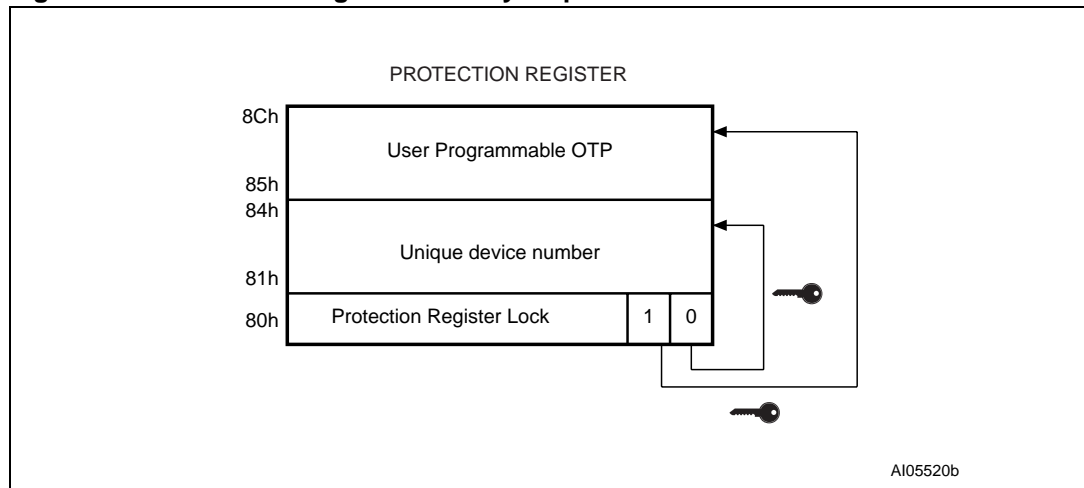 PROTECTION REGISTER
8Ch
User Programmable OTP
85h
84h
Unique device number
81h
80h
Protection Register Lock 1 0
AI05520b